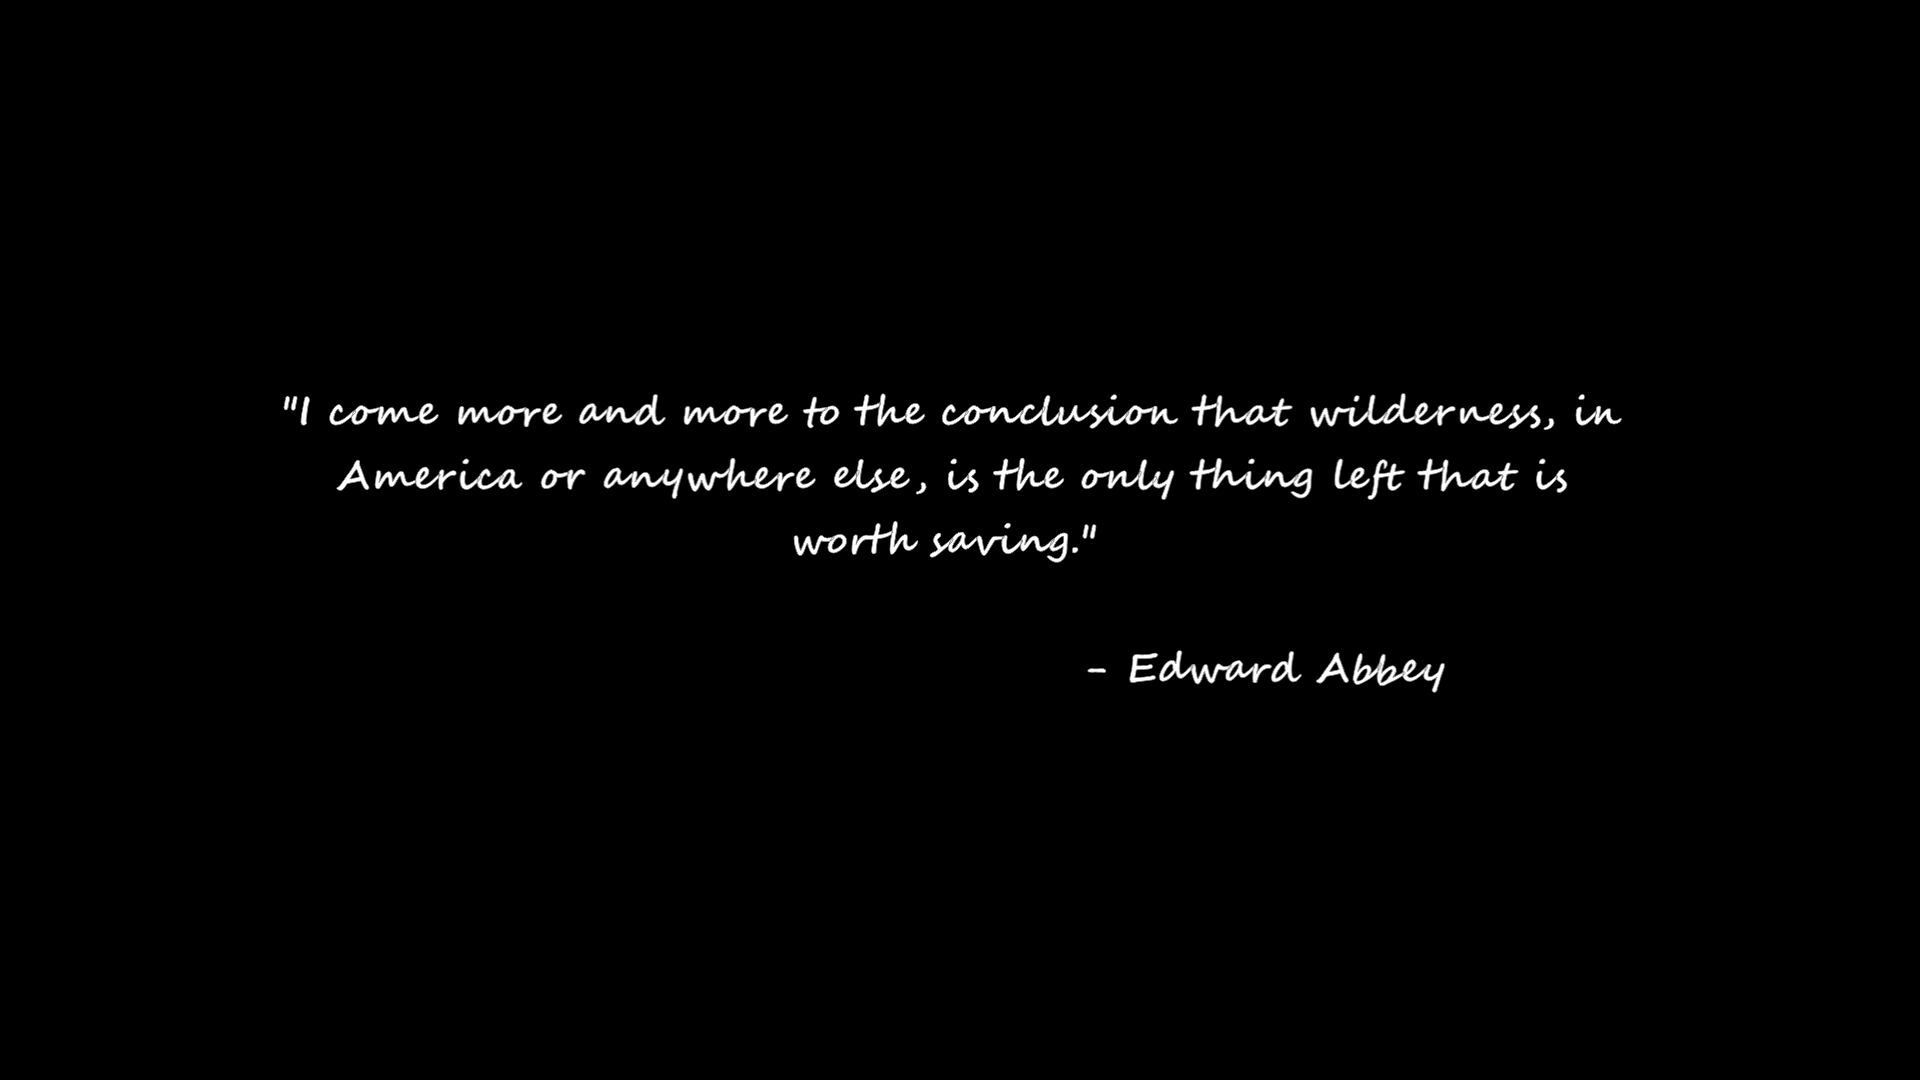 "I come more and more to the conclusion that wilderness, in
America or anywhere else, is the only thing left that is
worth saving."
- Edward Abbey